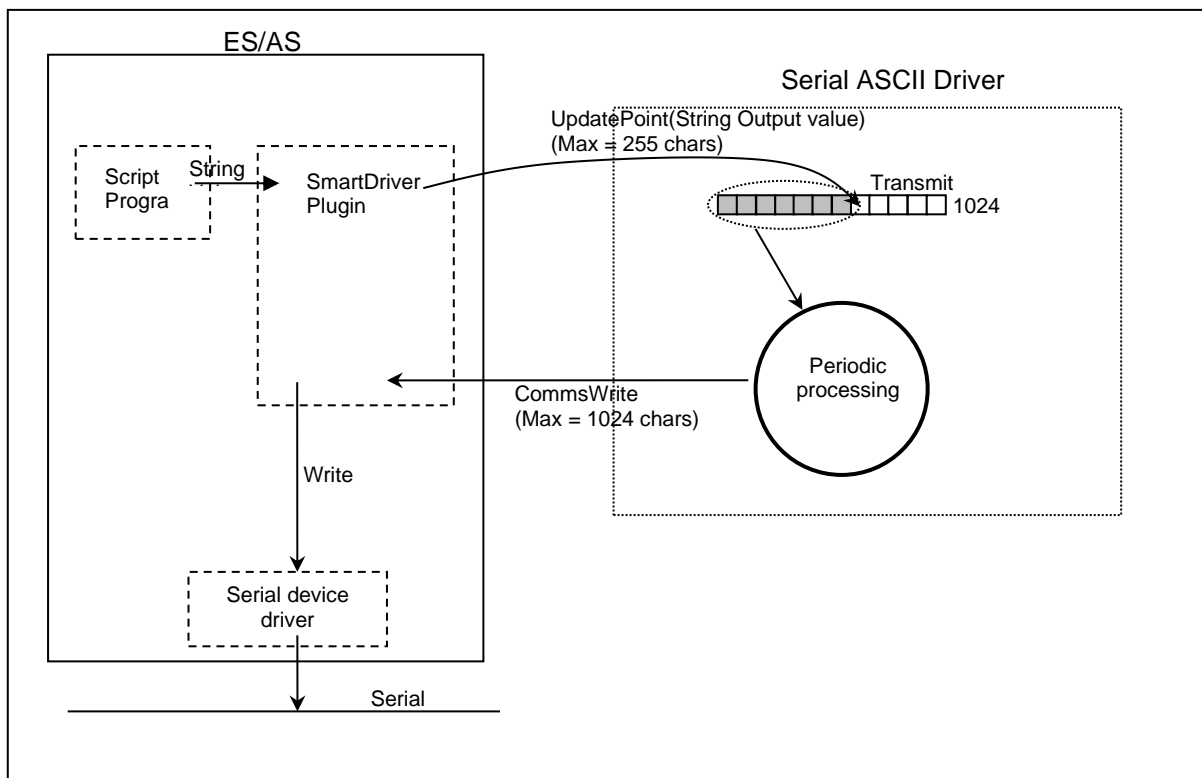 ES/AS
Serial ASCII Driver
UpdatePoint(String Output value)
(Max = 255 chars)
Script
Progra
String
SmartDriver
Plugin
Transmit
1024
Periodic
processing
CommsWrite
(Max = 1024 chars)
Write
Serial device
driver
Serial